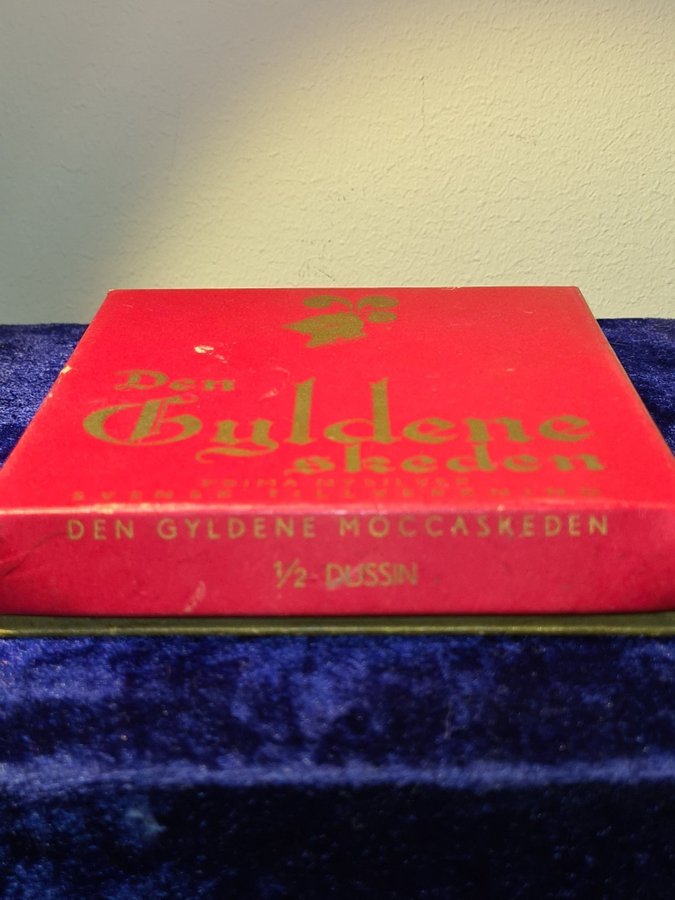 Den
Gyldene
skeden
PRIMA NYSILVER
SVENSK TILLVERKNING
DEN GYLDENE MOCCASKEDEN
1/2 - DUSSIN